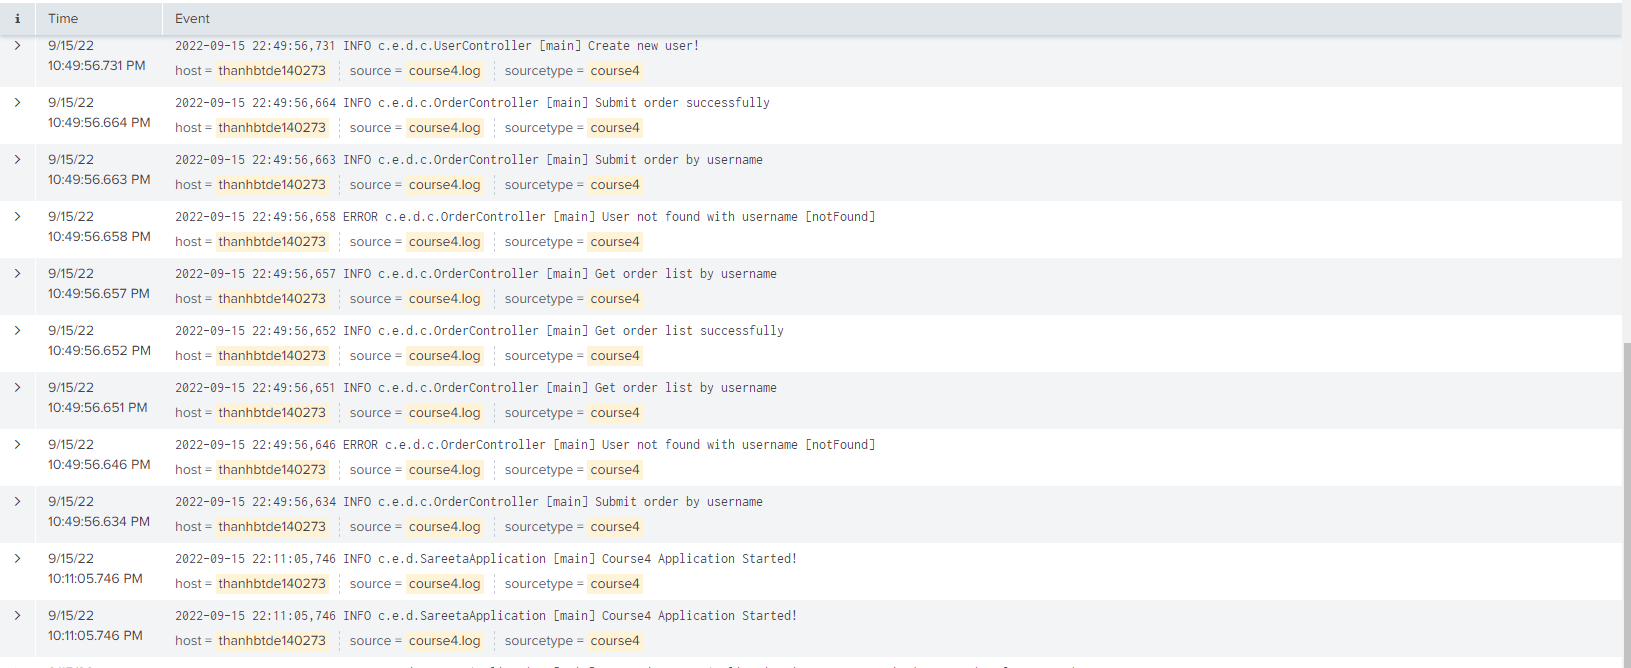 i Time Event
9/15/22 2022-09-15 22:49:56,731 INFO c.e.d.c.UserController [main] Create new user!
10:49:56.731 PM host = thanhbtde140273 source = course4.log sourcetype = course4
9/15/22 2022-09-15 22:49:56,664 INFO c.e.d.c.OrderController [main] Submit order successfully
10:49:56.664 PM host = thanhbtde140273 source = course4.log sourcetype = course4
9/15/22 2022-09-15 22:49:56,663 INFO c.e.d.c.OrderController [main] Submit order by username
10:49:56.663 PM host = thanhbtde140273 source = course4.log sourcetype = course4
9/15/22 2022-09-15 22:49:56,658 ERROR c.e.d.c.OrderController [main] User not found with username [notFound]
10:49:56.658 PM host = thanhbtde140273 source = course4.log sourcetype = course4
9/15/22 2022-09-15 22:49:56,657 INFO c.e.d.c.OrderController [main] Get order list by username
10:49:56.657 PM host = thanhbtde140273 source = course4.log sourcetype = course4
9/15/22 2022-09-15 22:49:56,652 INFO c.e.d.c.OrderController [main] Get order list successfully
10:49:56.652 PM host = thanhbtde140273 source = course4.log sourcetype = course4
9/15/22 2022-09-15 22:49:56,651 INFO c.e.d.c.OrderController [main] Get order list by username
10:49:56.651 PM host = thanhbtde140273 source = course4.log sourcetype = course4
9/15/22 2022-09-15 22:49:56,646 ERROR c.e.d.c.OrderController [main] User not found with username [notFound]
10:49:56.646 PM host = thanhbtde140273 source = course4.log sourcetype = course4
9/15/22 2022-09-15 22:49:56,634 INFO c.e.d.c.OrderController [main] Submit order by username
10:49:56.634 PM host = thanhbtde140273 source = course4.log sourcetype = course4
9/15/22 2022-09-15 22:11:05,746 INFO c.e.d.SareetaApplication [main] Course4 Application Started!
10:11:05.746 PM host = thanhbtde140273 source = course4.log sourcetype = course4
9/15/22 2022-09-15 22:11:05,746 INFO c.e.d.SareetaApplication [main] Course4 Application Started!
10:11:05.746 PM host = thanhbtde140273 source = course4.log sourcetype = course4